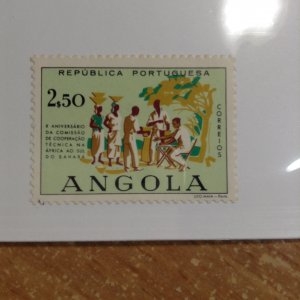 REPÚBLICA PORTUGUESA
2$50
X ANIVERSÁRIO
DA COMISSÃO
DE COOPERAÇÃO
TÉCNICA NA
ÁFRICA AO SUL
DO SAHARA
CORREIOS
ANGOLA